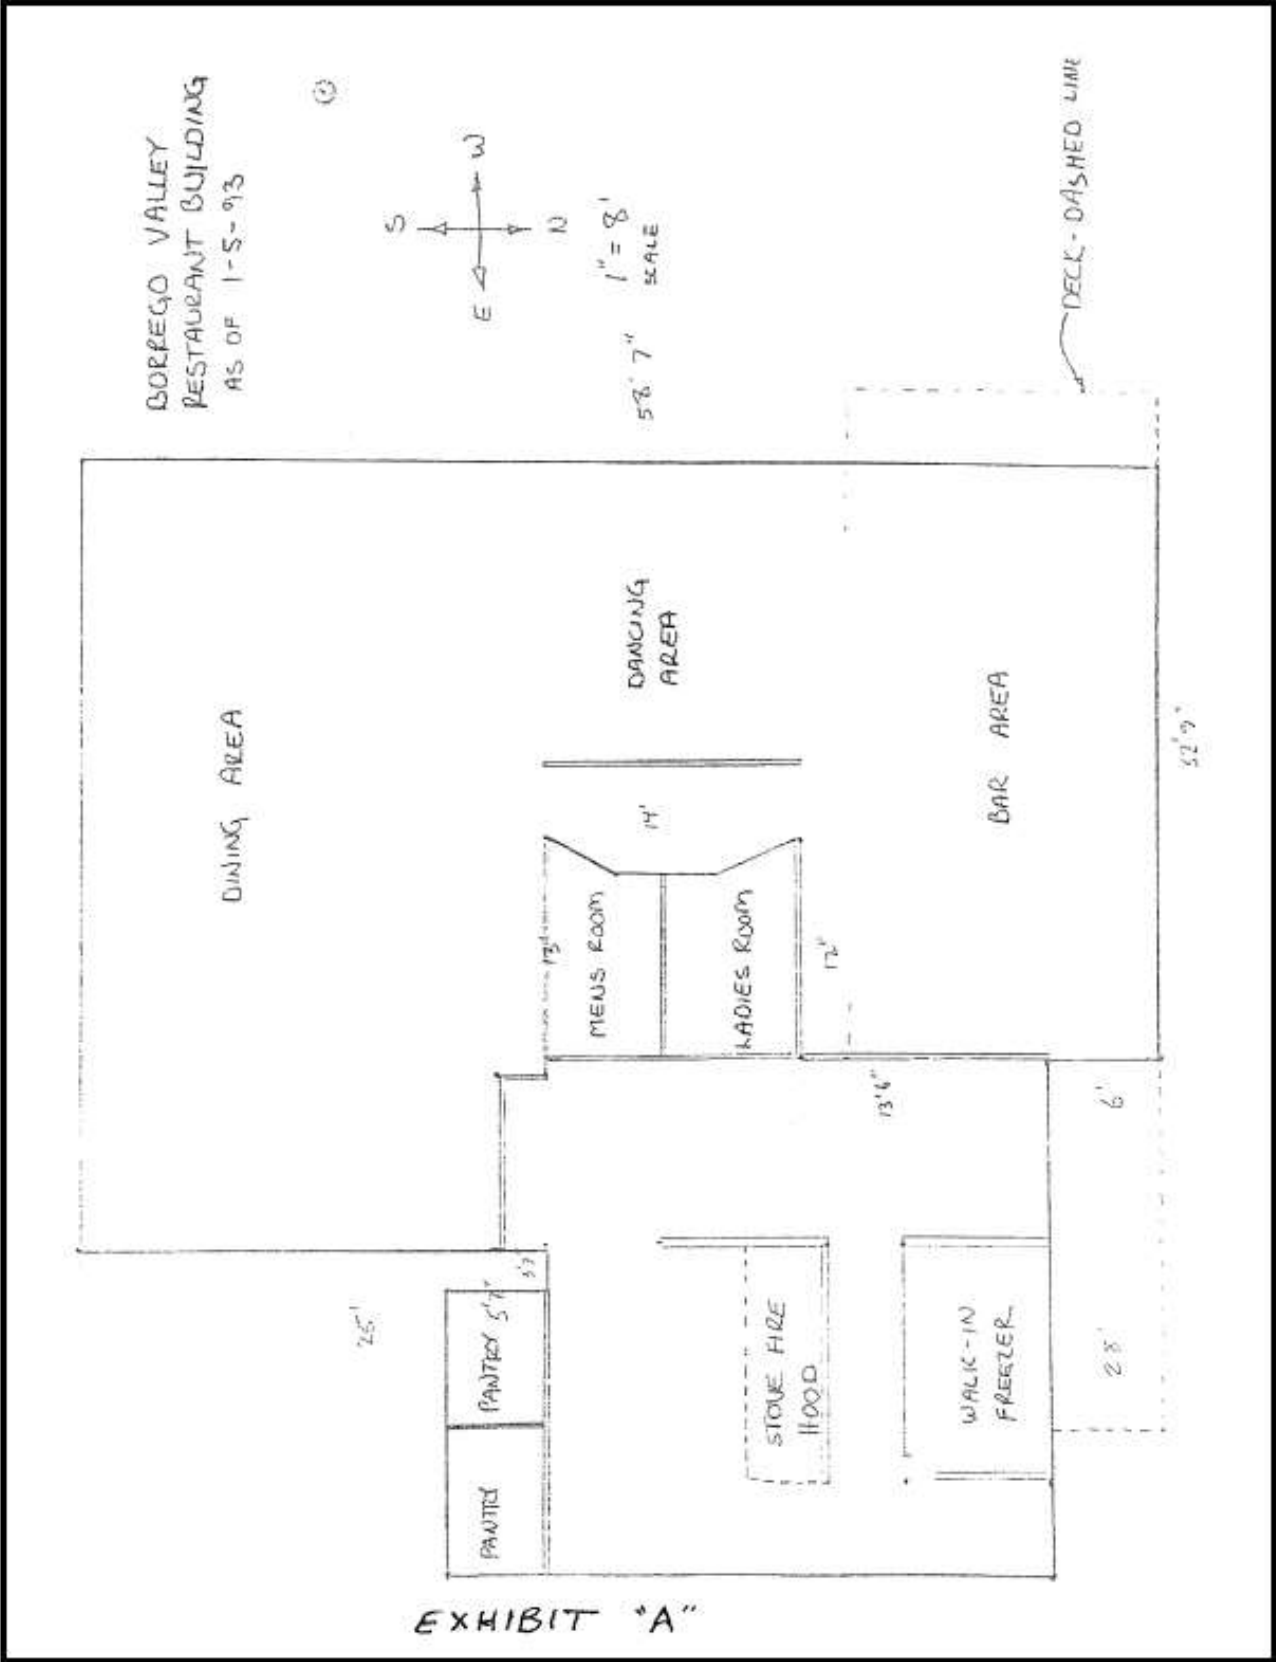 BORREGO VALLEY
RESTAURANT BUILDING
AS OF 1-5-93
S
E
W
N
1" = 8'
SCALE
58' 7"
DECK - DASHED LINE
DINING AREA
DANCING
AREA
BAR AREA
14'
13'
MENS ROOM
LADIES ROOM
12'
13'6"
6'
28'
25'
PANTRY 5'7"
PANTRY
STOVE FIRE
HOOD
WALK-IN
FREEZER
EXHIBIT "A"